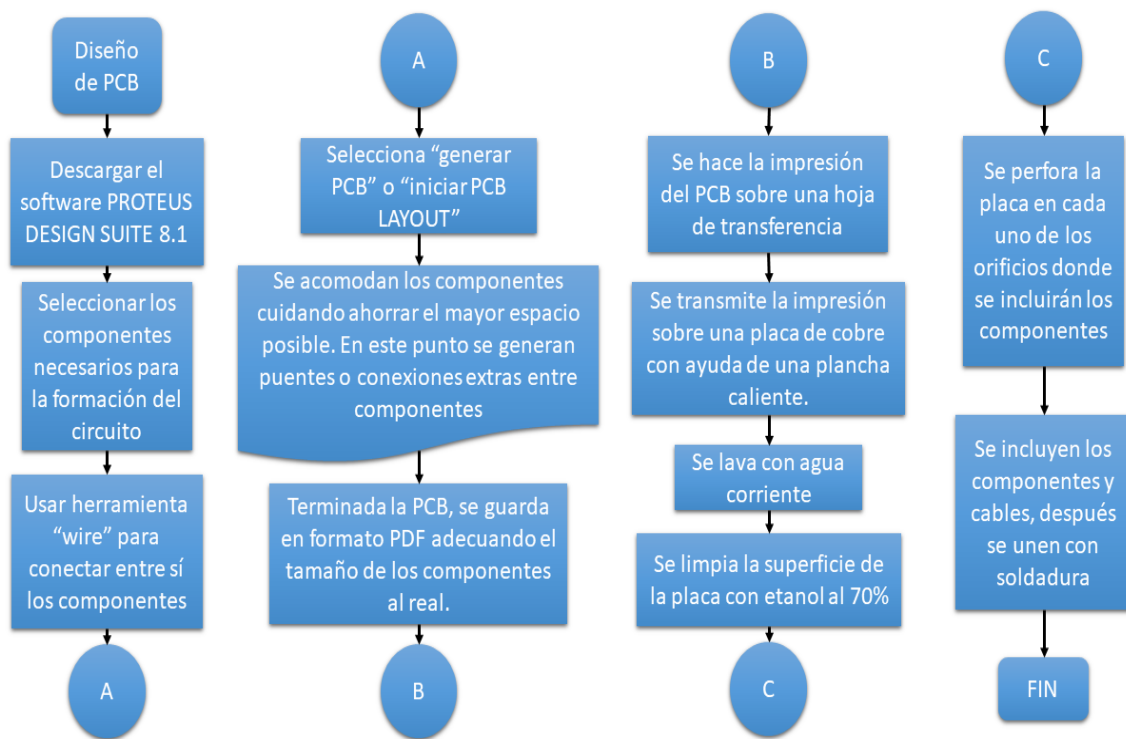 Diseño
de PCB
Descargar el
software PROTEUS
DESIGN SUITE 8.1
Seleccionar los
componentes
necesarios para
la formación del
circuito
Usar herramienta
“wire” para
conectar entre sí
los componentes
A
A
Selecciona “generar
PCB” o “iniciar PCB
LAYOUT”
Se acomodan los componentes
cuidando ahorrar el mayor espacio
posible. En este punto se generan
puentes o conexiones extras entre
componentes
Terminada la PCB, se guarda
en formato PDF adecuando el
tamaño de los componentes
al real.
B
B
Se hace la impresión
del PCB sobre una hoja
de transferencia
Se transmite la impresión
sobre una placa de cobre
con ayuda de una plancha
caliente.
Se lava con agua
corriente
Se limpia la superficie de
la placa con etanol al 70%
C
C
Se perfora la
placa en cada
uno de los
orificios donde
se incluirán los
componentes
Se incluyen los
componentes y
cables, después
se unen con
soldadura
FIN